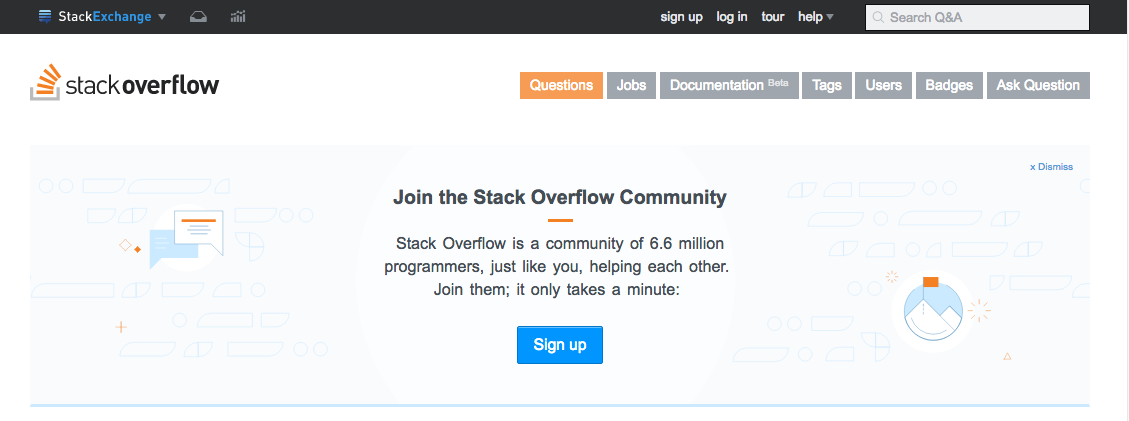 StackExchange sign up log in tour help Search Q&A
stackoverflow Questions Jobs Documentation Beta Tags Users Badges Ask Question
x Dismiss
Join the Stack Overflow Community
Stack Overflow is a community of 6.6 million
programmers, just like you, helping each other.
Join them; it only takes a minute:
Sign up